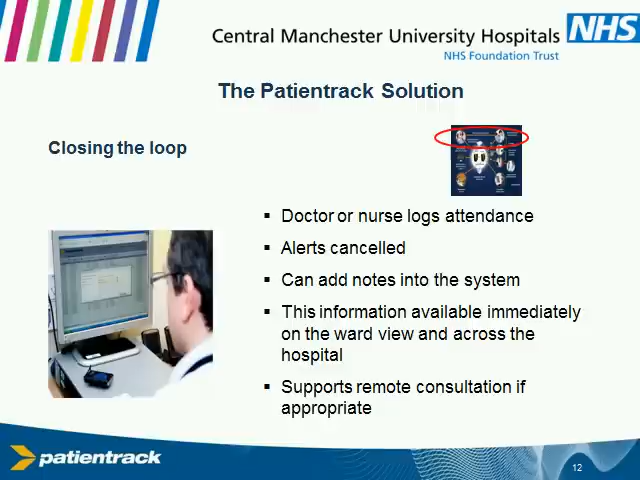 Central Manchester University Hospitals NHS
NHS Foundation Trust
The Patientrack Solution
Closing the loop
Doctor or nurse logs attendance
Alerts cancelled
Can add notes into the system
This information available immediately
on the ward view and across the
hospital
Supports remote consultation if
appropriate
patientrack
12